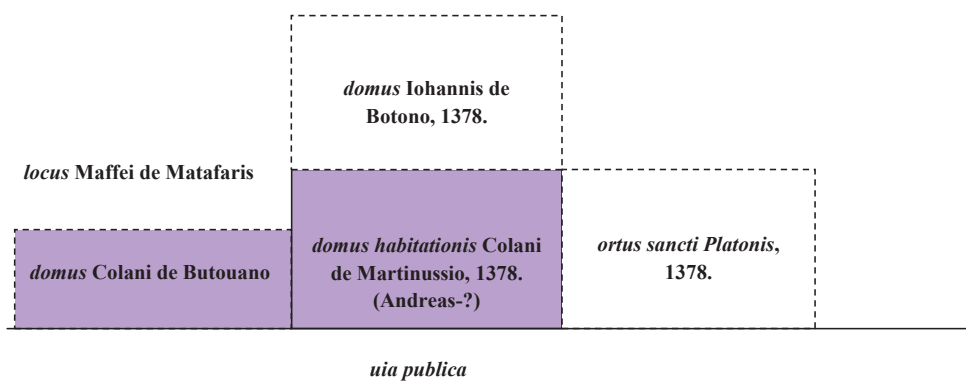 domus Iohannis de
Botono, 1378.
locus Maffei de Matafaris
domus Colani de Butouano
domus habitationis Colani
de Martinussio, 1378.
(Andreas-?)
ortus sancti Platonis,
1378.
uia publica